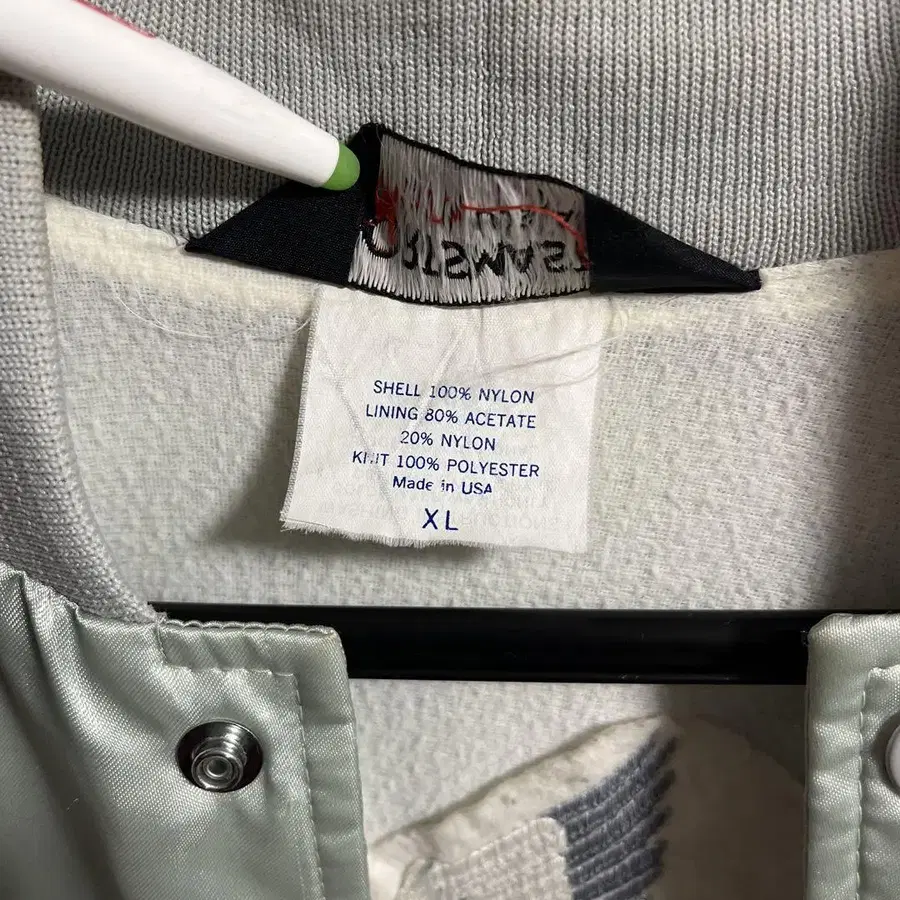 SHELL 100% NYLON
LINING 80% ACETATE
20% NYLON
KNIT 100% POLYESTER
Made in USA
XL